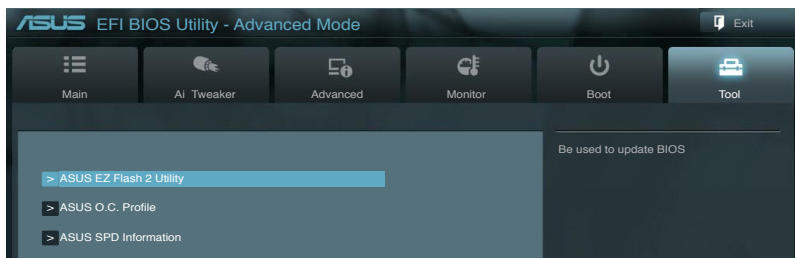 ASUS EFI BIOS Utility - Advanced Mode
Exit
Main
Ai Tweaker
Advanced
Monitor
Boot
Tool
> ASUS EZ Flash 2 Utility
> ASUS O.C. Profile
> ASUS SPD Information
Be used to update BIOS